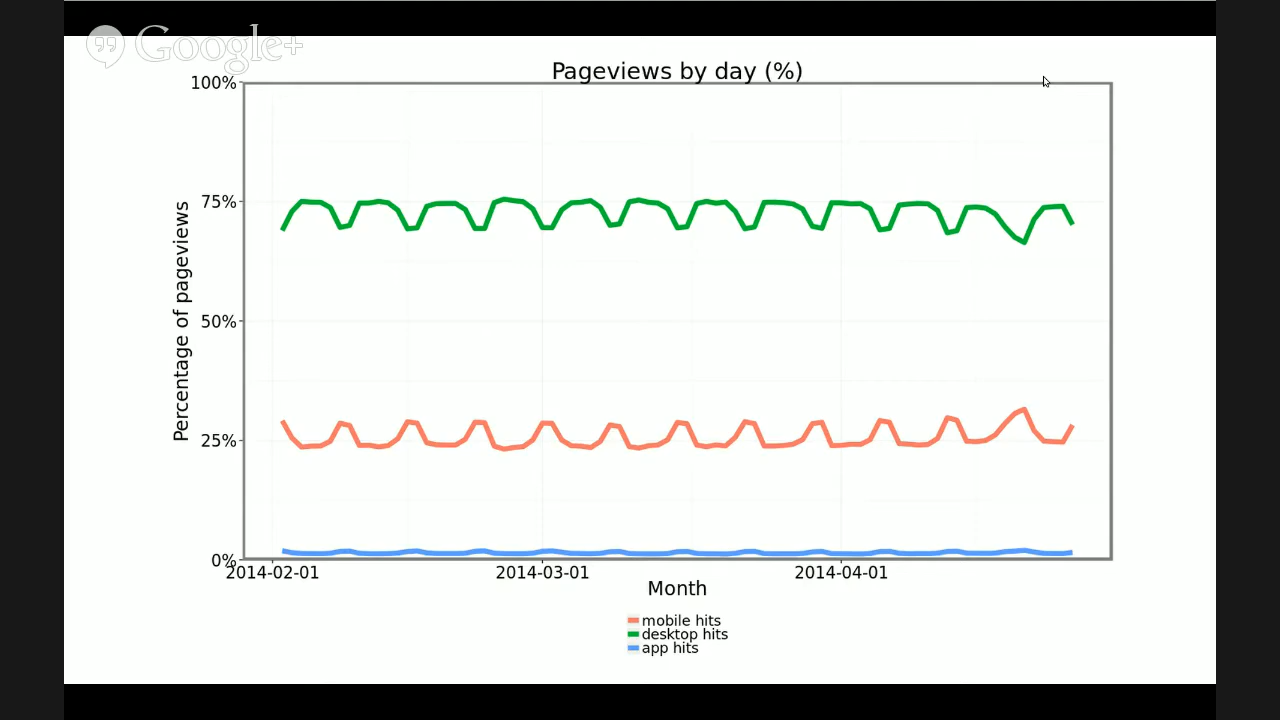 Google+
Pageviews by day (%)
100%
75%
50%
25%
0%
Percentage of pageviews
2014-02-01 2014-03-01 2014-04-01
Month
mobile hits
desktop hits
app hits